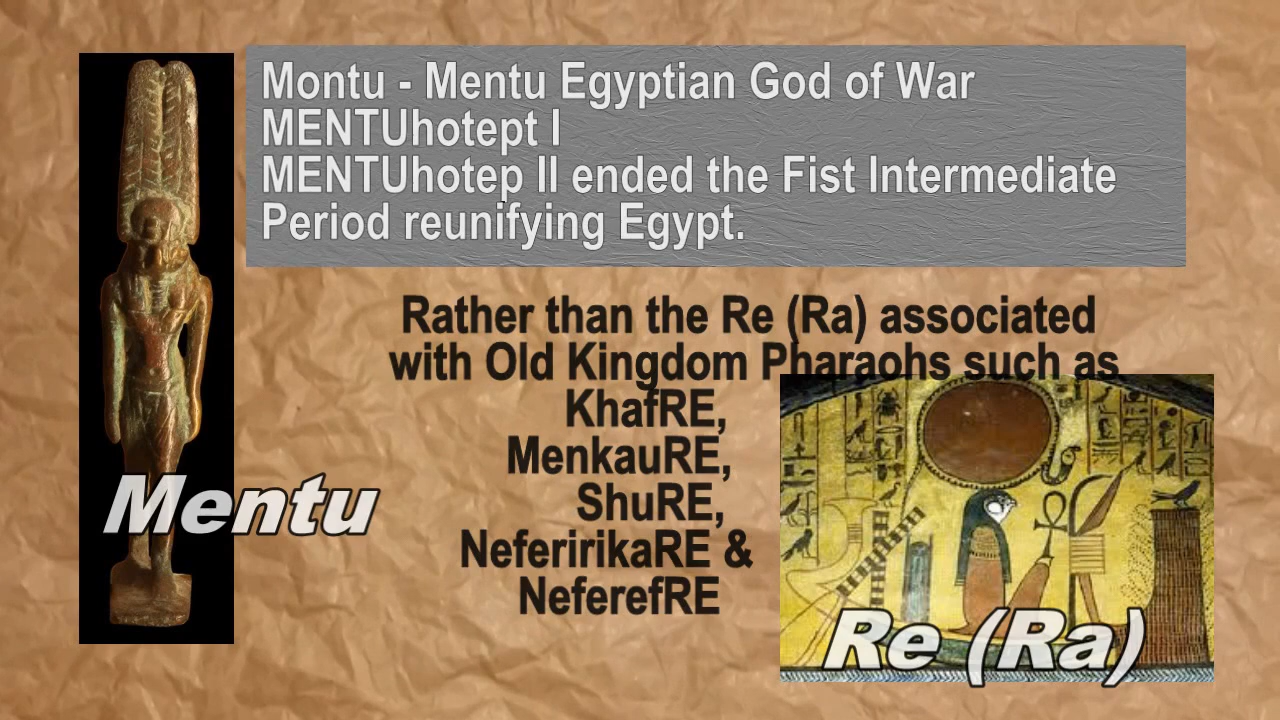 Montu - Mentu Egyptian God of War
MENTUhotept I
MENTUhotep II ended the Fist Intermediate
Period reunifying Egypt.
Rather than the Re (Ra) associated
with Old Kingdom Pharaohs such as
KhafRE,
MenkauRE,
ShuRE,
NeferirikaRE &
NeferefRE
Mentu
Re (Ra)